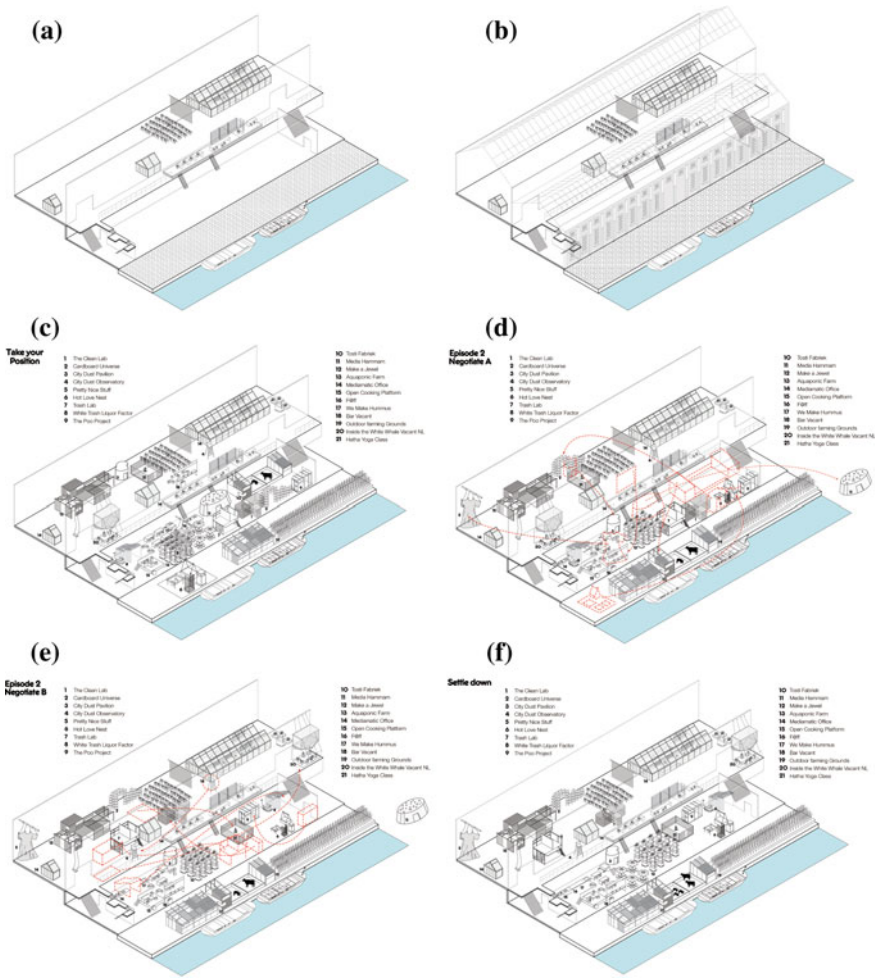 (a)
(b)
(c)
Take your
Position
1 The Clean Lab
2 Cardboard Universe
3 City Dust Pavilion
4 City Dust Observatory
5 Pretty Nice Stuff
6 Hot Love Nest
7 Trash Lab
8 White Trash Liquor Factor
9 The Poo Project
10 Tosti Fabriek
11 Media Hammam
12 Make a Jewel
13 Aquaponic Farm
14 Mediamatic Office
15 Open Cooking Platform
16
17 We Make Hummus
18 Bar Vacant
19 Outdoor farming Grounds
20 Inside the White Whale Vacant NL
21 Hatha Yoga Class
(d)
Episode 2
Negotiate A
1 The Clean Lab
2 Cardboard Universe
3 City Dust Pavilion
4 City Dust Observatory
5 Pretty Nice Stuff
6 Hot Love Nest
7 Trash Lab
8 White Trash Liquor Factor
9 The Poo Project
10 Tosti Fabriek
11 Media Hammam
12 Make a Jewel
13 Aquaponic Farm
14 Mediamatic Office
15 Open Cooking Platform
16
17 We Make Hummus
18 Bar Vacant
19 Outdoor farming Grounds
20 Inside the White Whale Vacant NL
21 Hatha Yoga Class
(e)
Episode 2
Negotiate B
1 The Clean Lab
2 Cardboard Universe
3 City Dust Pavilion
4 City Dust Observatory
5 Pretty Nice Stuff
6 Hot Love Nest
7 Trash Lab
8 White Trash Liquor Factor
9 The Poo Project
10 Tosti Fabriek
11 Media Hammam
12 Make a Jewel
13 Aquaponic Farm
14 Mediamatic Office
15 Open Cooking Platform
16
17 We Make Hummus
18 Bar Vacant
19 Outdoor farming Grounds
20 Inside the White Whale Vacant NL
21 Hatha Yoga Class
(f)
Settle down
1 The Clean Lab
2 Cardboard Universe
3 City Dust Pavilion
4 City Dust Observatory
5 Pretty Nice Stuff
6 Hot Love Nest
7 Trash Lab
8 White Trash Liquor Factor
9 The Poo Project
10 Tosti Fabriek
11 Media Hammam
12 Make a Jewel
13 Aquaponic Farm
14 Mediamatic Office
15 Open Cooking Platform
16
17 We Make Hummus
18 Bar Vacant
19 Outdoor farming Grounds
20 Inside the White Whale Vacant NL
21 Hatha Yoga Class